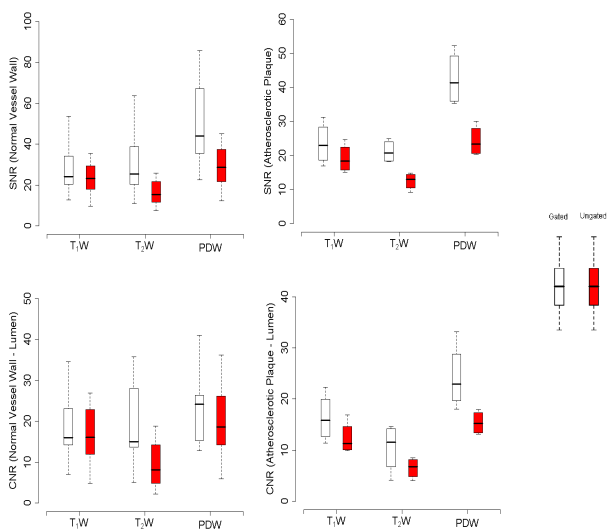 SNR (Normal Vessel Wall)
100
80
60
40
20
0
T1W
T2W
PDW
SNR (Atherosclerotic Plaque)
60
50
40
30
20
10
0
T1W
T2W
PDW
Gated
Ungated
CNR (Normal Vessel Wall - Lumen)
50
40
30
20
10
0
T1W
T2W
PDW
CNR (Atherosclerotic Plaque - Lumen)
40
30
20
10
0
T1W
T2W
PDW